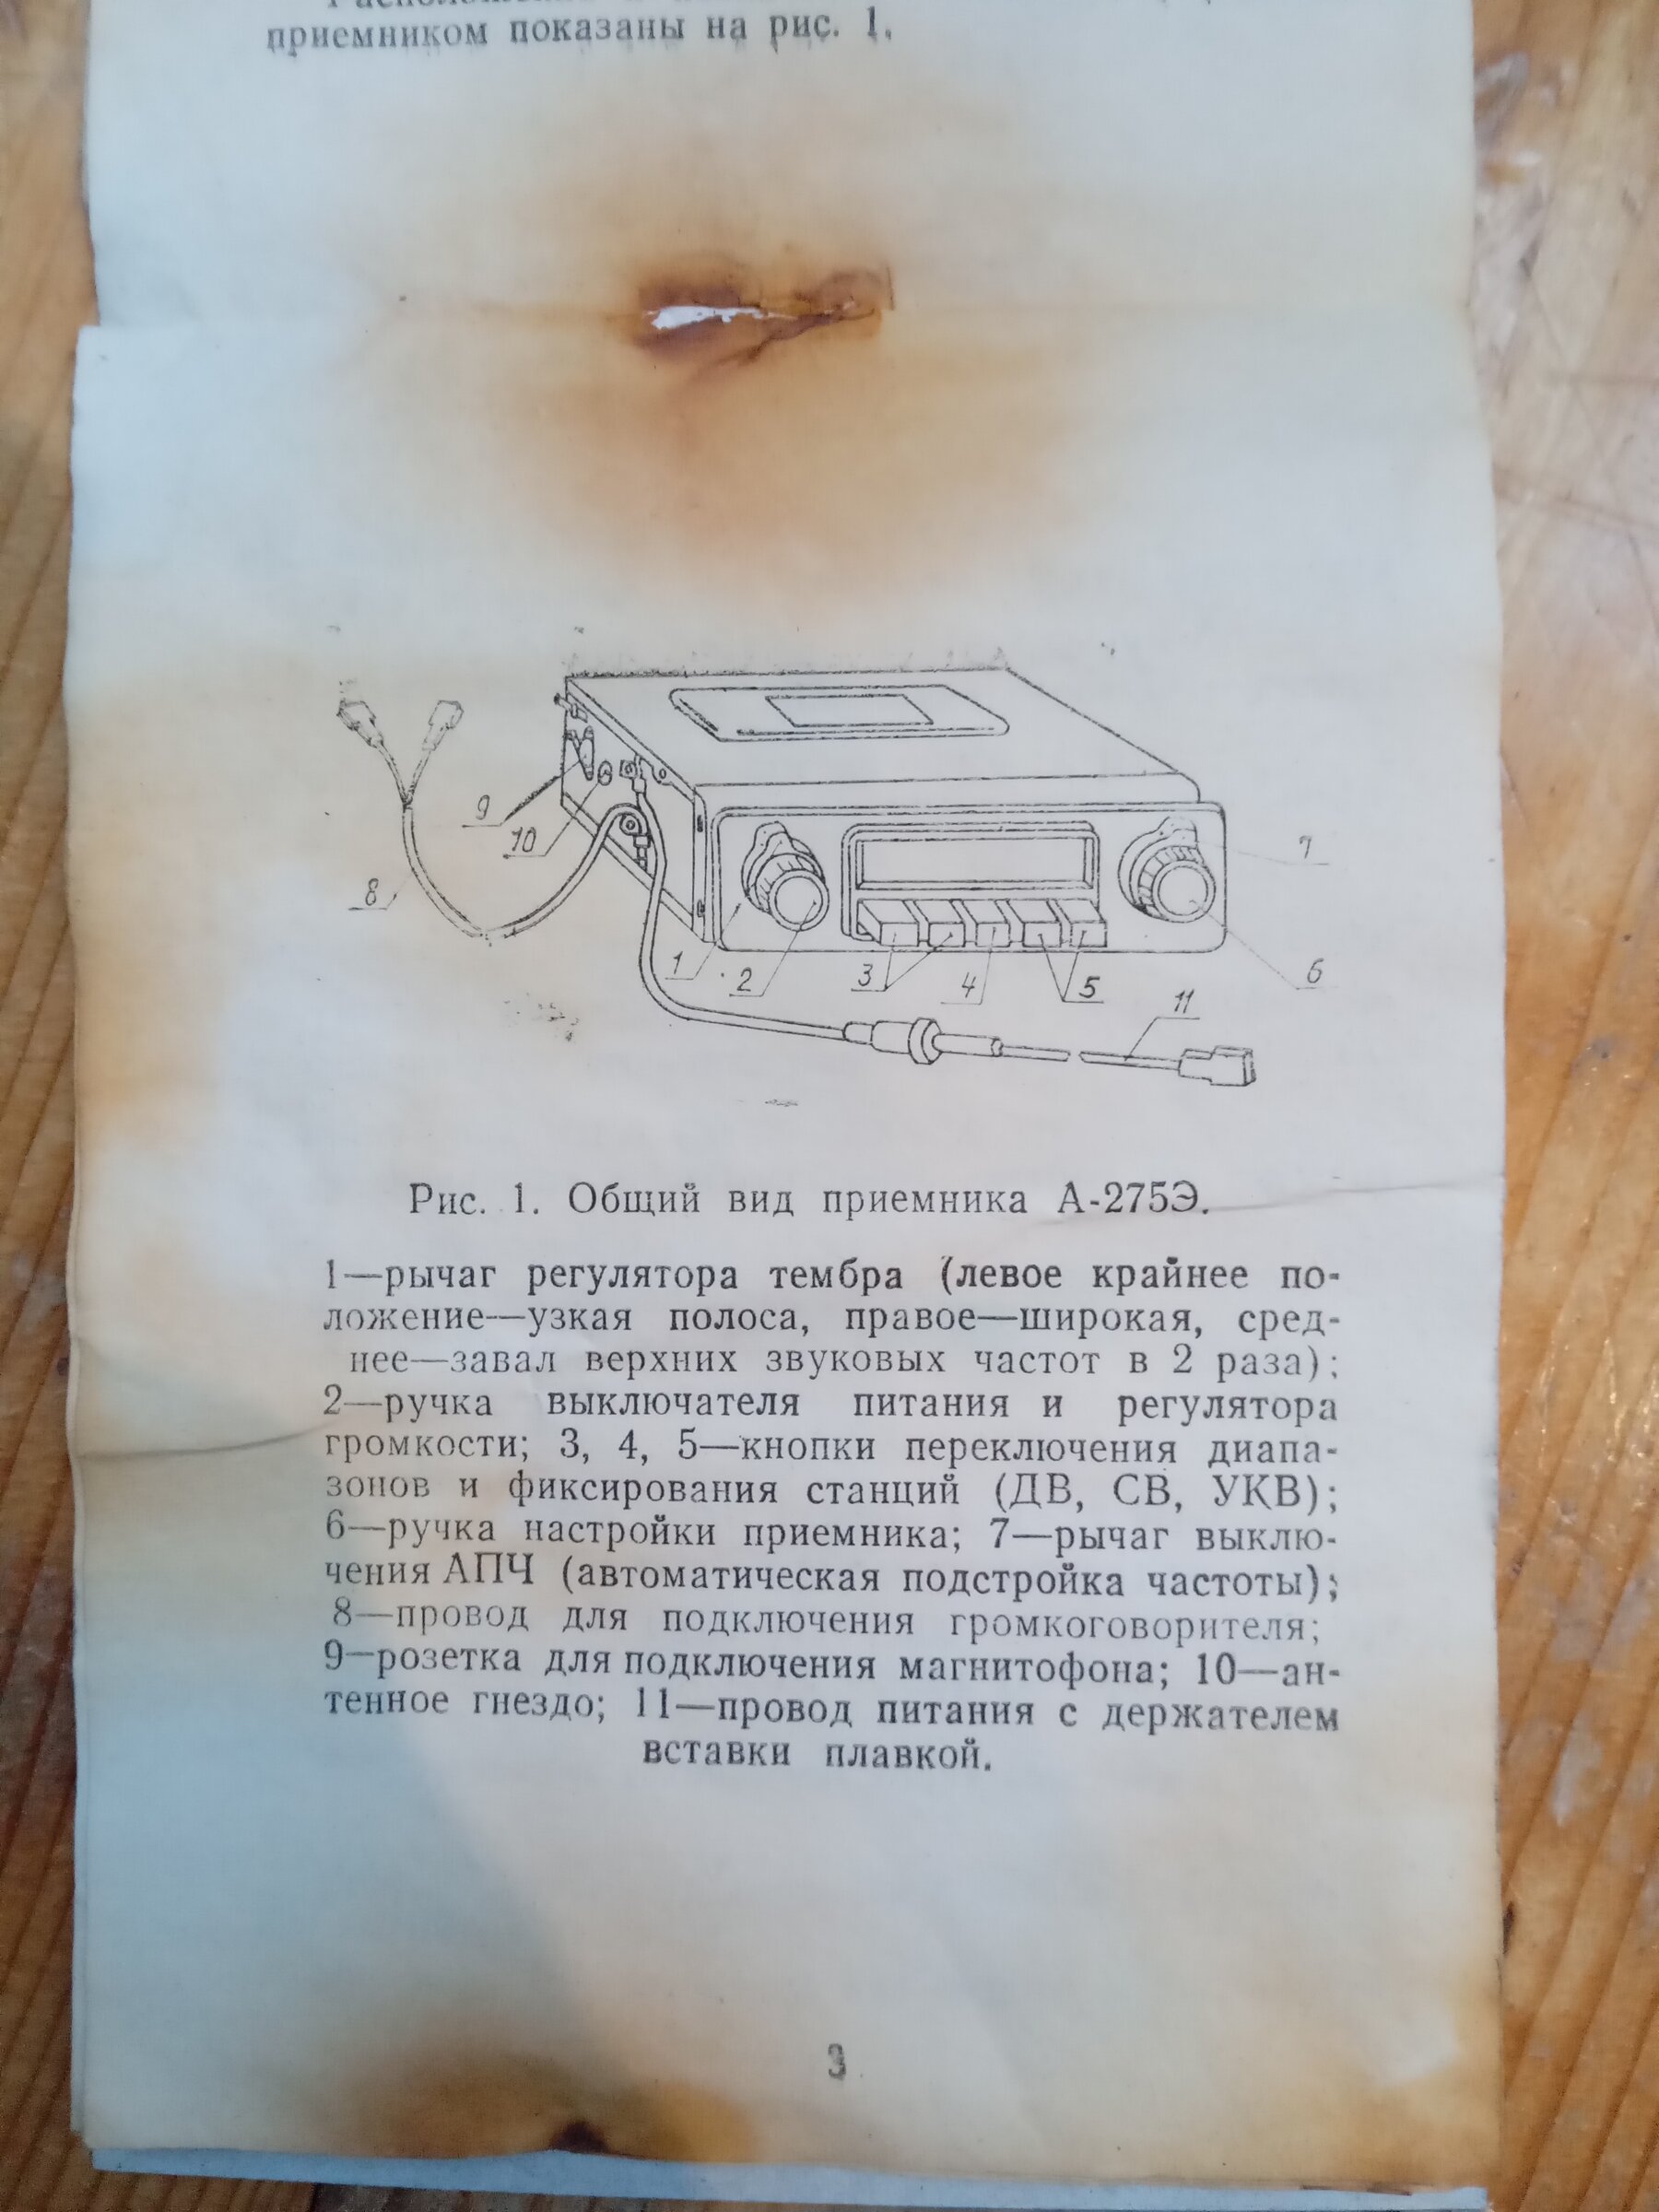 приемником показаны на рис. 1.
9
10
8
7
1
2
3
4
5
6
11
Рис. 1. Общий вид приемника А-275Э.
1—рычаг регулятора тембра (левое крайнее по-
ложение—узкая полоса, правое—широкая, сред-
нее—завал верхних звуковых частот в 2 раза);
2—ручка выключателя питания и регулятора
громкости; 3, 4, 5—кнопки переключения диапа-
зонов и фиксирования станций (ДВ, СВ, УКВ);
6—ручка настройки приемника; 7—рычаг выклю-
чения АПЧ (автоматическая подстройка частоты);
8—провод для подключения громкоговорителя;
9—розетка для подключения магнитофона; 10—ан-
тенное гнездо; 11—провод питания с держателем
вставки плавкой.
3